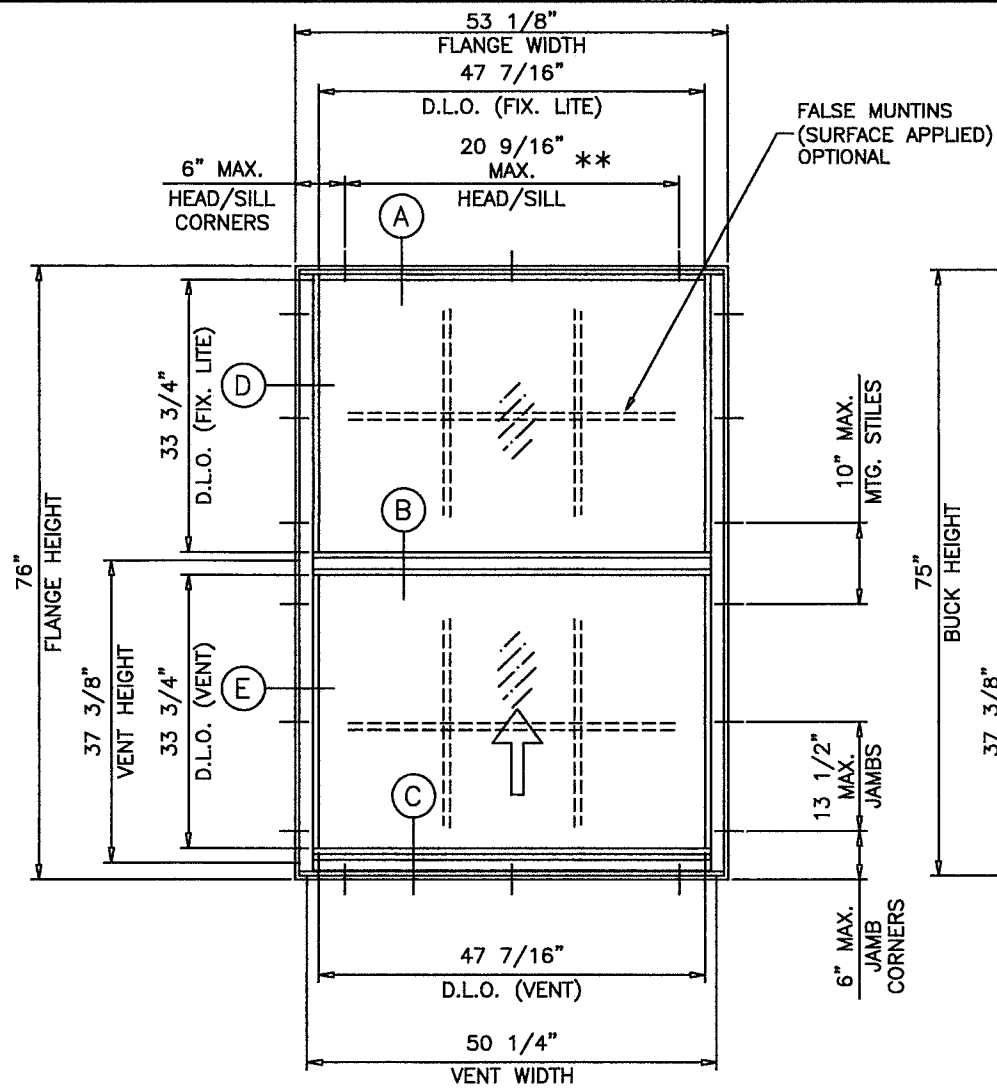 53 1/8"
FLANGE WIDTH
47 7/16"
D.L.O. (FIX. LITE)
20 9/16" **
MAX.
HEAD/SILL
6" MAX.
HEAD/SILL
CORNERS
FALSE MUNTINS
(SURFACE APPLIED)
OPTIONAL
A
D
B
E
C
76"
FLANGE HEIGHT
33 3/4"
D.L.O. (FIX. LITE)
37 3/8"
VENT HEIGHT
33 3/4"
D.L.O. (VENT)
10" MAX.
MTG. STILES
13 1/2"
MAX.
JAMBS
6" MAX.
JAMB
CORNERS
75"
BUCK HEIGHT
37 3/8"
47 7/16"
D.L.O. (VENT)
50 1/4"
VENT WIDTH